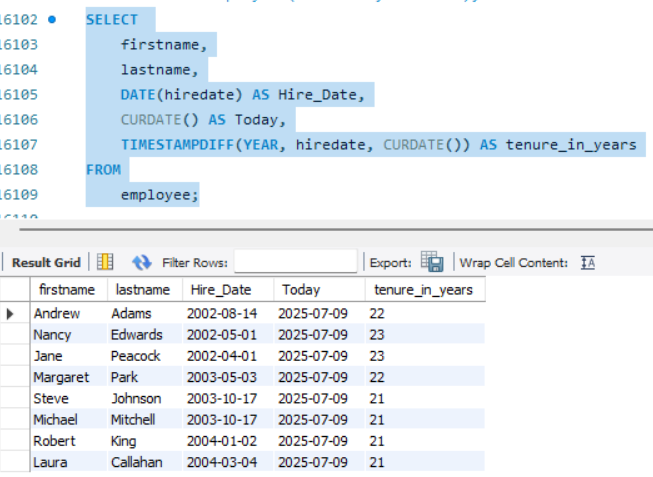 16102 SELECT
16103 firstname,
16104 lastname,
16105 DATE(hiredate) AS Hire_Date,
16106 CURDATE() AS Today,
16107 TIMESTAMPDIFF(YEAR, hiredate, CURDATE()) AS tenure_in_years
16108 FROM
16109 employee;
Result Grid Filter Rows: Export: Wrap Cell Content:
firstname lastname Hire_Date Today tenure_in_years
Andrew Adams 2002-08-14 2025-07-09 22
Nancy Edwards 2002-05-01 2025-07-09 23
Jane Peacock 2002-04-01 2025-07-09 23
Margaret Park 2003-05-03 2025-07-09 22
Steve Johnson 2003-10-17 2025-07-09 21
Michael Mitchell 2003-10-17 2025-07-09 21
Robert King 2004-01-02 2025-07-09 21
Laura Callahan 2004-03-04 2025-07-09 21